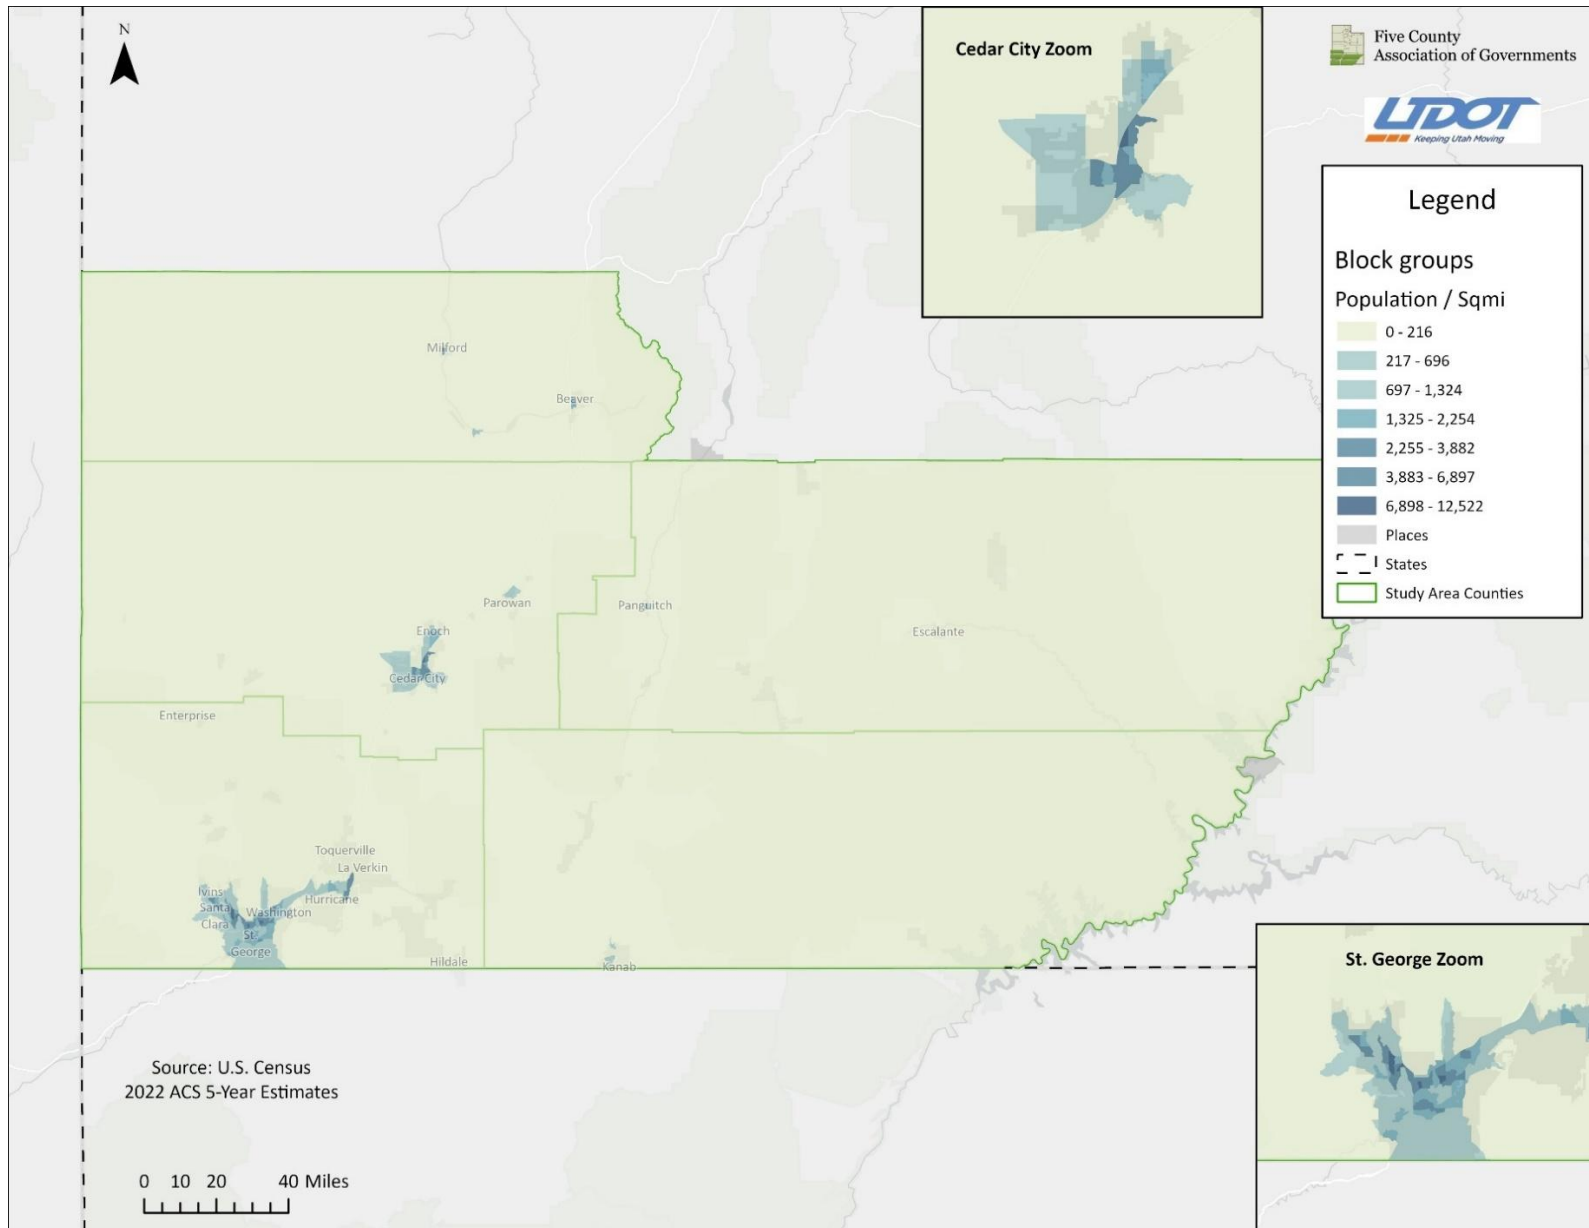 N
Cedar City Zoom
Five County
Association of Governments
UDOT
Keeping Utah Moving
Legend
Block groups
Population / Sqmi
0 - 216
217 - 696
697 - 1,324
1,325 - 2,254
2,255 - 3,882
3,883 - 6,897
6,898 - 12,522
Places
States
Study Area Counties
Milford
Beaver
Parowan
Panguitch
Enoch
Escalante
Cedar City
Enterprise
Toquerville
La Verkin
Ivins
Hurricane
Santa
Clara
Washington
St
George
Hildale
Kanab
St. George Zoom
Source: U.S. Census
2022 ACS 5-Year Estimates
0 10 20 40 Miles